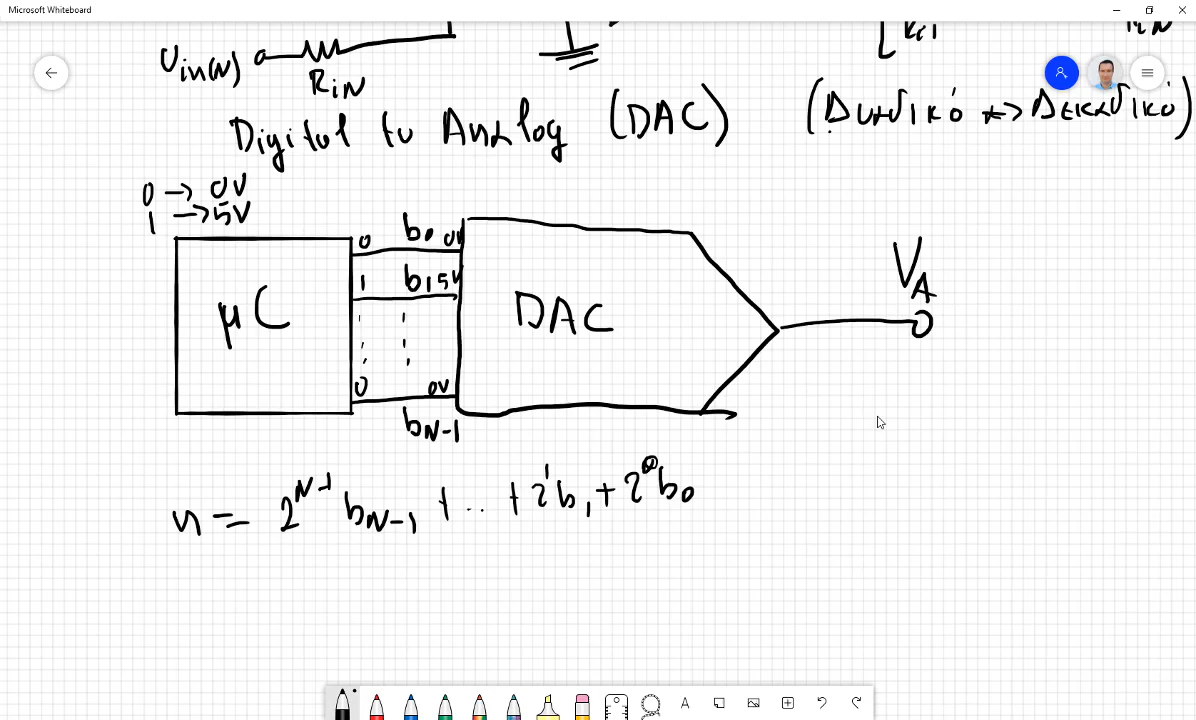 Microsoft Whiteboard
Uin(N)
RiN
Digital to Analog (DAC)
(Δυαδικό <-> Δεκαδικό)
0 → 0V
1 → 5V
μC
0 b0 0V
1 b1 5V
0 0V
bN-1
DAC
VA
n = 2^N-1 bN-1 + .. + 2^1 b1 + 2^0 b0
A